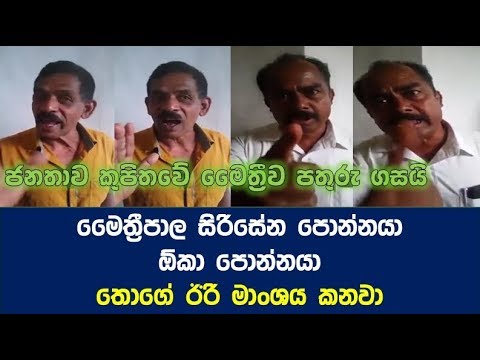 ජනතාව කුපිතවේ මෛත්‍රීව පතුරු ගසයි
මෛත්‍රීපාල සිරිසේන පොන්නයා
ඕකා පොන්නයා
තොගේ ඊරි මාංශය කනවා